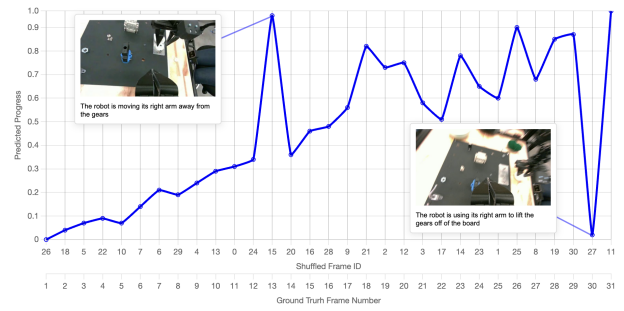 1.0
0.9
0.8
0.7
0.6
0.5
0.4
0.3
0.2
0.1
0
Predicted Progress
The robot is moving its right arm away from
the gears
The robot is using its right arm to lift the
gears off of the board
26 18 5 22 10 7 6 29 4 13 0 24 15 20 16 28 9 21 2 12 3 17 14 23 1 25 8 19 30 27 11
Shuffled Frame ID
1 2 3 4 5 6 7 8 9 10 11 12 13 14 15 16 17 18 19 20 21 22 23 24 25 26 27 28 29 30 31
Ground Trurh Frame Number